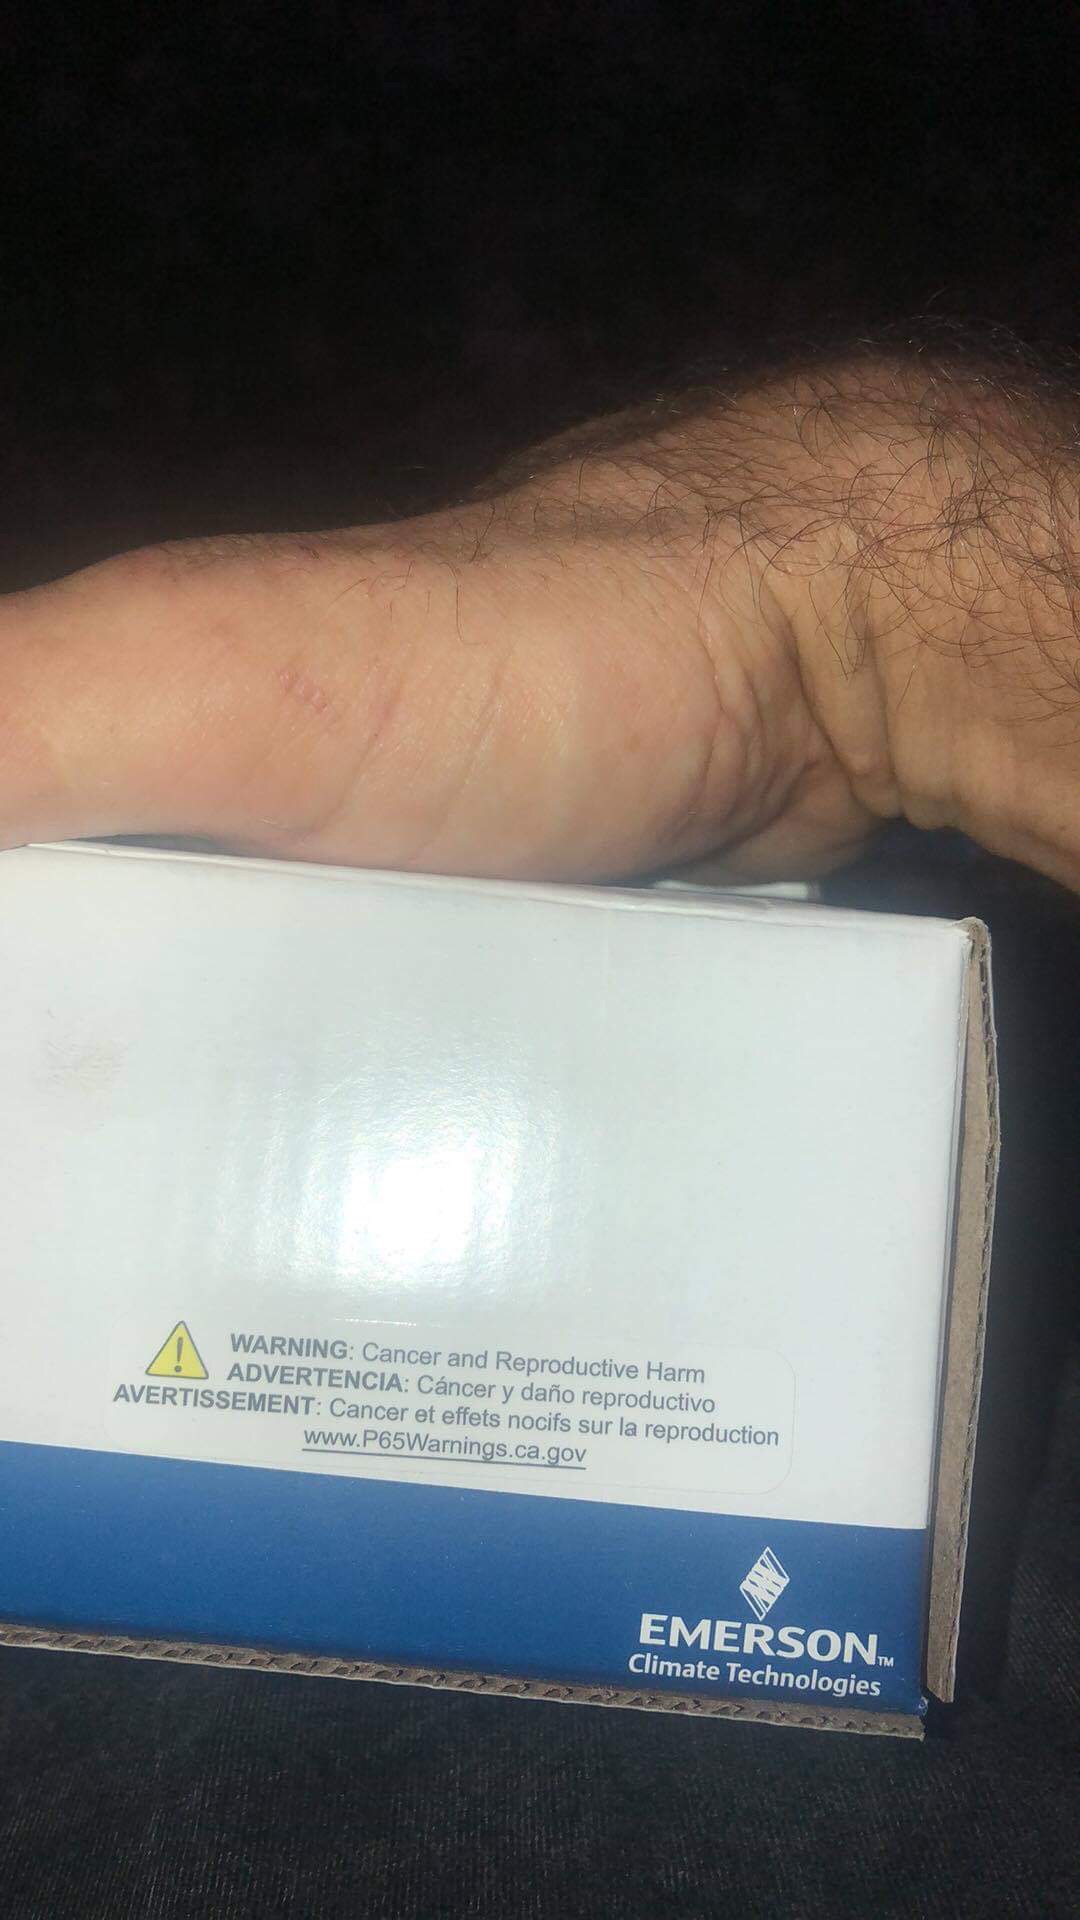 WARNING: Cancer and Reproductive Harm
ADVERTENCIA: Cáncer y daño reproductivo
AVERTISSEMENT: Cancer et effets nocifs sur la reproduction
www.P65Warnings.ca.gov
EMERSON™
Climate Technologies